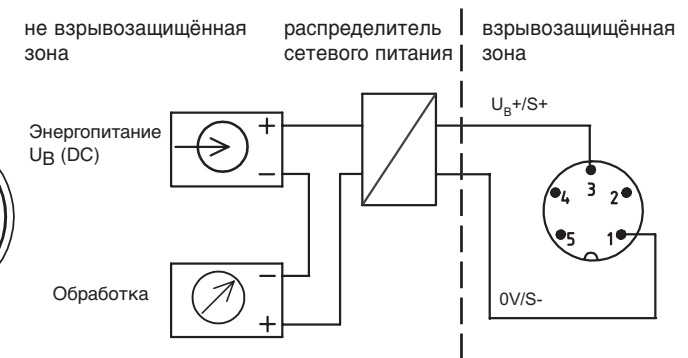 не взрывозащищённая
зона
распределитель
сетевого питания
взрывозащищённая
зона
Энергопитание
UB (DC)
+
−
UB+/S+
4
3
2
5
1
Обработка
−
+
0V/S-